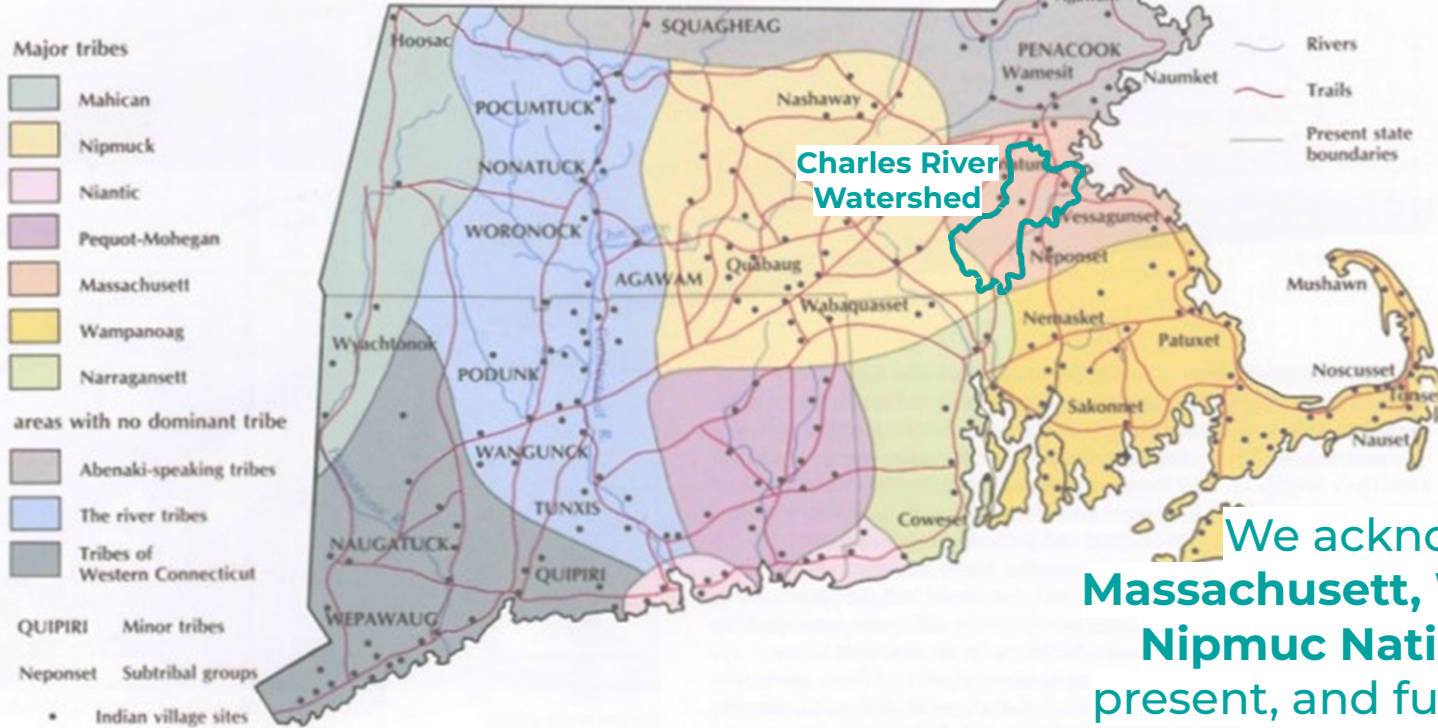 Major tribes
Mahican
Nipmuck
Niantic
Pequot-Mohegan
Massachusett
Wampanoag
Narragansett
areas with no dominant tribe
Abenaki-speaking tribes
The river tribes
Tribes of
Western Connecticut
QUIPIRI Minor tribes
Neponset Subtribal groups
Indian village sites
Rivers
Trails
Present state
boundaries
Hoosac
SQUAGHEAG
PENACOOK
Wamesit
Naumket
POCUMTUCK
Nashaway
NONATUCK
Charles River
Watershed
WORONOCK
Wessagunset
AGAWAM
Quabaug
Neponset
Mushawn
Wabaquasset
Nemasket
Wyachtonok
Patuxet
PODUNK
Noscusset
Sakonnet
Nauset
WANGUNCK
TUNXIS
Coweset
NAUGATUCK
QUIPIRI
WEPAWAUG
We ackno
Massachusett,
Nipmuc Nati
present, and fu